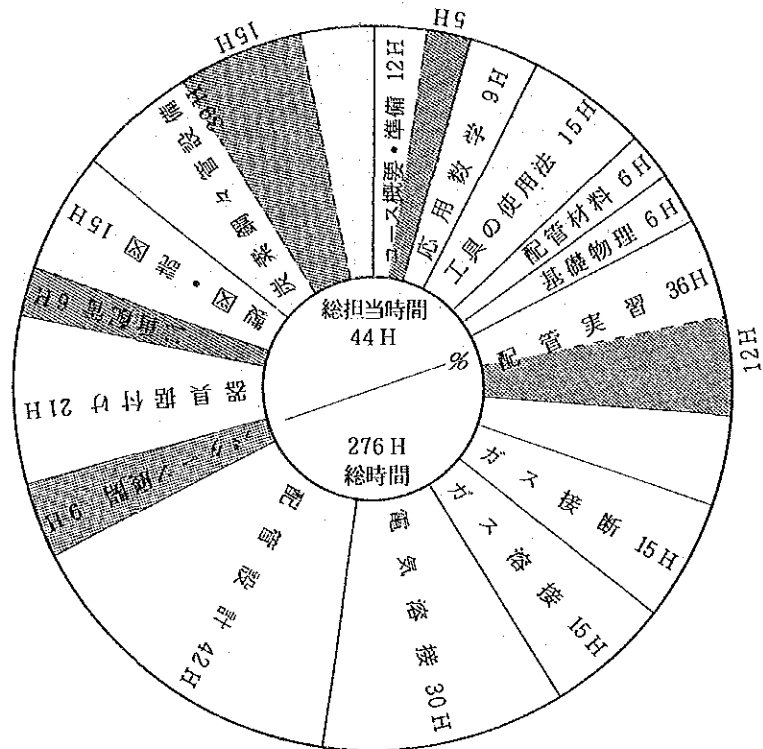 コース概要・準備 12H
5H
応用数学 9H
工具の使用法 15H
配管材料 6H
基礎物理 6H
配管実習 36H
12H
ガス接断 15H
ガス溶接 15H
電気溶接 30H
配管設計 42H
9H
器具据付け 21H
6H
製図・読図 15H
管設備
15H
総担当時間
44H
%
276H
総時間